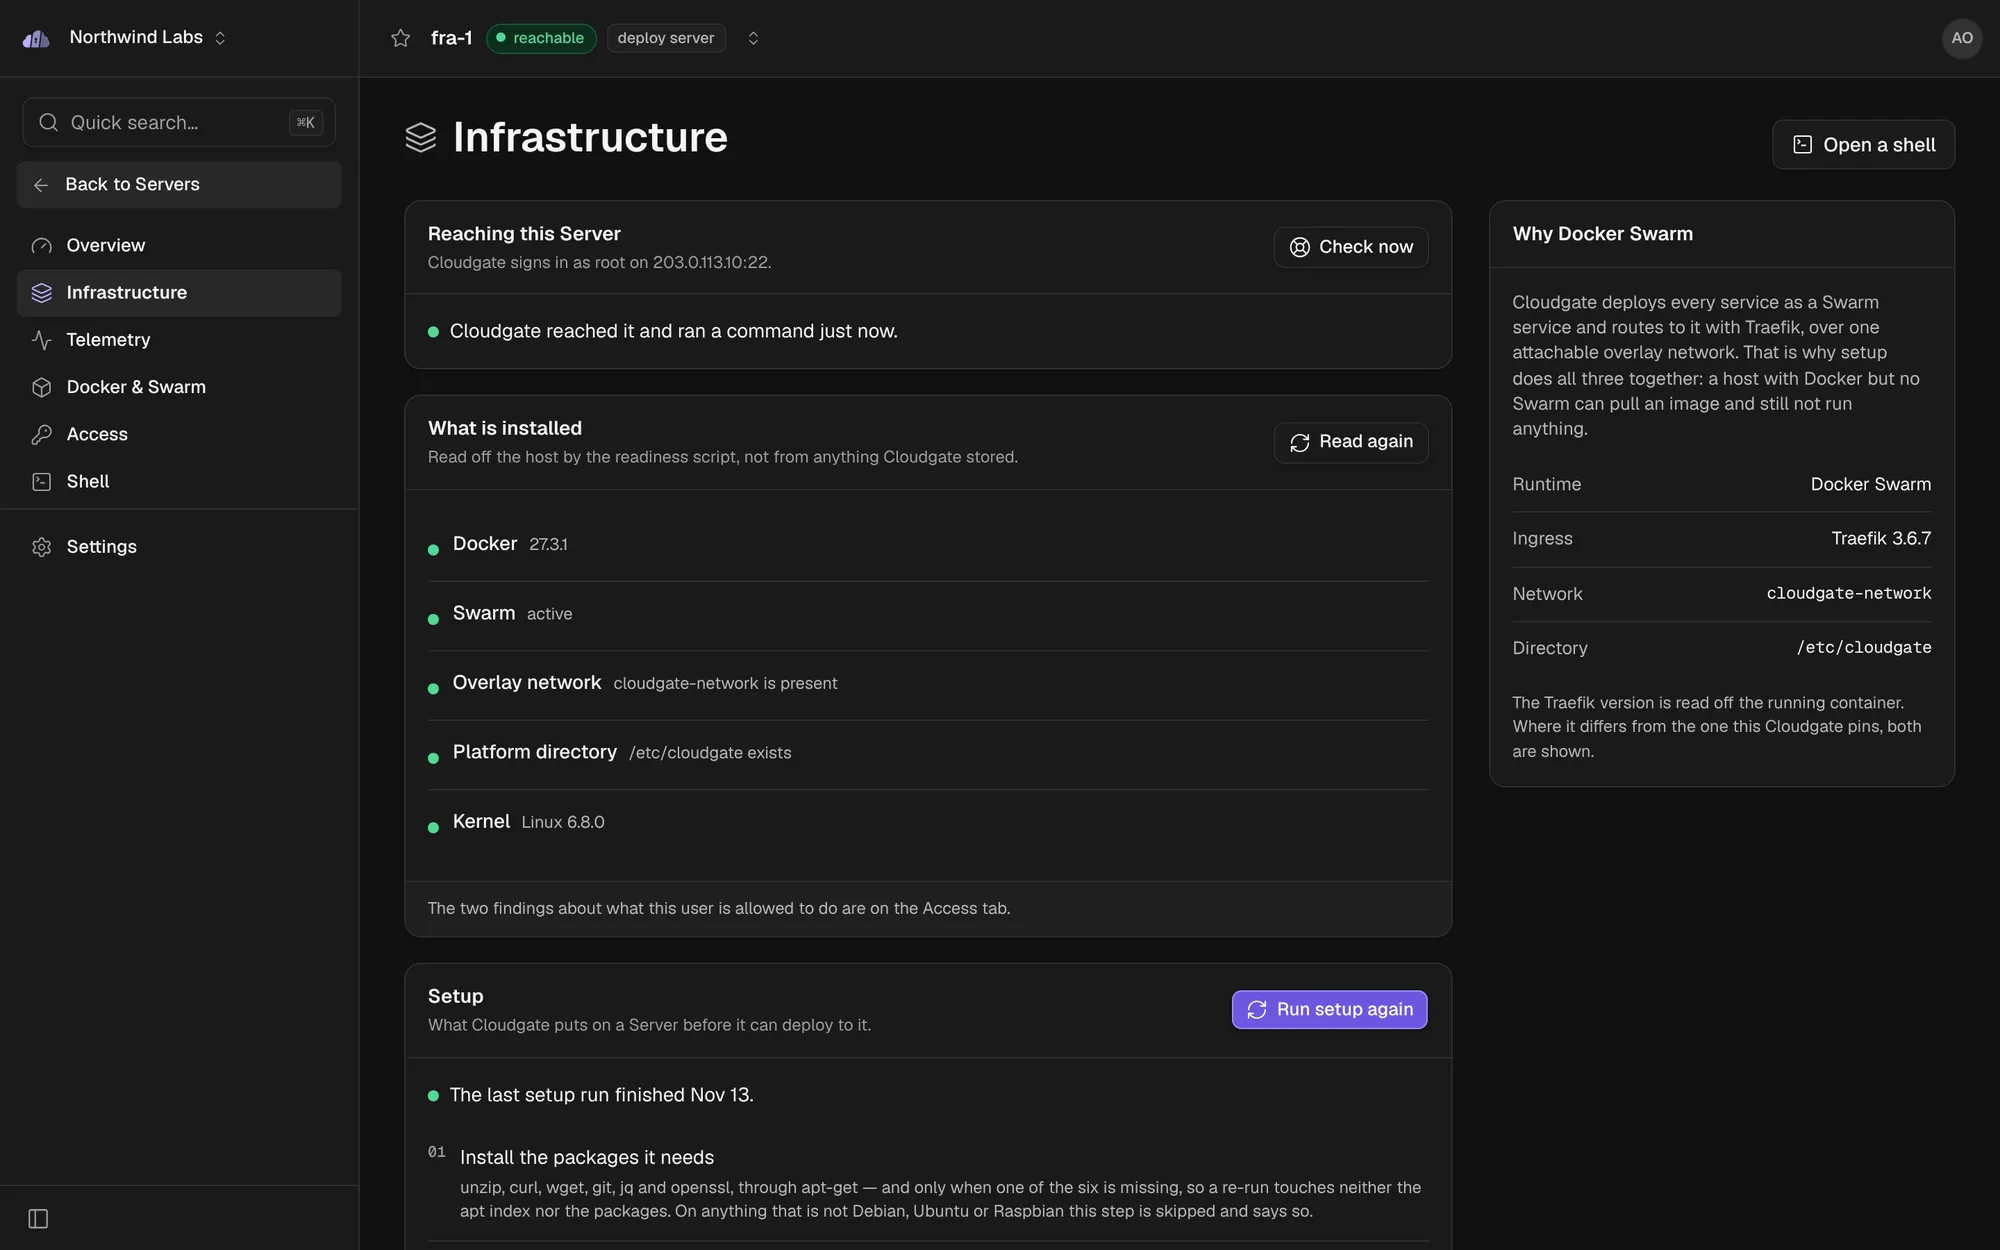 Northwind Labs
fra-1
reachable
deploy server
AO
Quick search...
⌘K
Back to Servers
Overview
Infrastructure
Telemetry
Docker & Swarm
Access
Shell
Settings
Infrastructure
Open a shell
Reaching this Server
Cloudgate signs in as root on 203.0.113.10:22.
Check now
Cloudgate reached it and ran a command just now.
What is installed
Read off the host by the readiness script, not from anything Cloudgate stored.
Read again
Docker 27.3.1
Swarm active
Overlay network cloudgate-network is present
Platform directory /etc/cloudgate exists
Kernel Linux 6.8.0
The two findings about what this user is allowed to do are on the Access tab.
Setup
What Cloudgate puts on a Server before it can deploy to it.
Run setup again
The last setup run finished Nov 13.
01 Install the packages it needs
unzip, curl, wget, git, jq and openssl, through apt-get — and only when one of the six is missing, so a re-run touches neither the
apt index nor the packages. On anything that is not Debian, Ubuntu or Raspbian this step is skipped and says so.
Why Docker Swarm
Cloudgate deploys every service as a Swarm
service and routes to it with Traefik, over one
attachable overlay network. That is why setup
does all three together: a host with Docker but no
Swarm can pull an image and still not run
anything.
Runtime Docker Swarm
Ingress Traefik 3.6.7
Network cloudgate-network
Directory /etc/cloudgate
The Traefik version is read off the running container.
Where it differs from the one this Cloudgate pins, both
are shown.